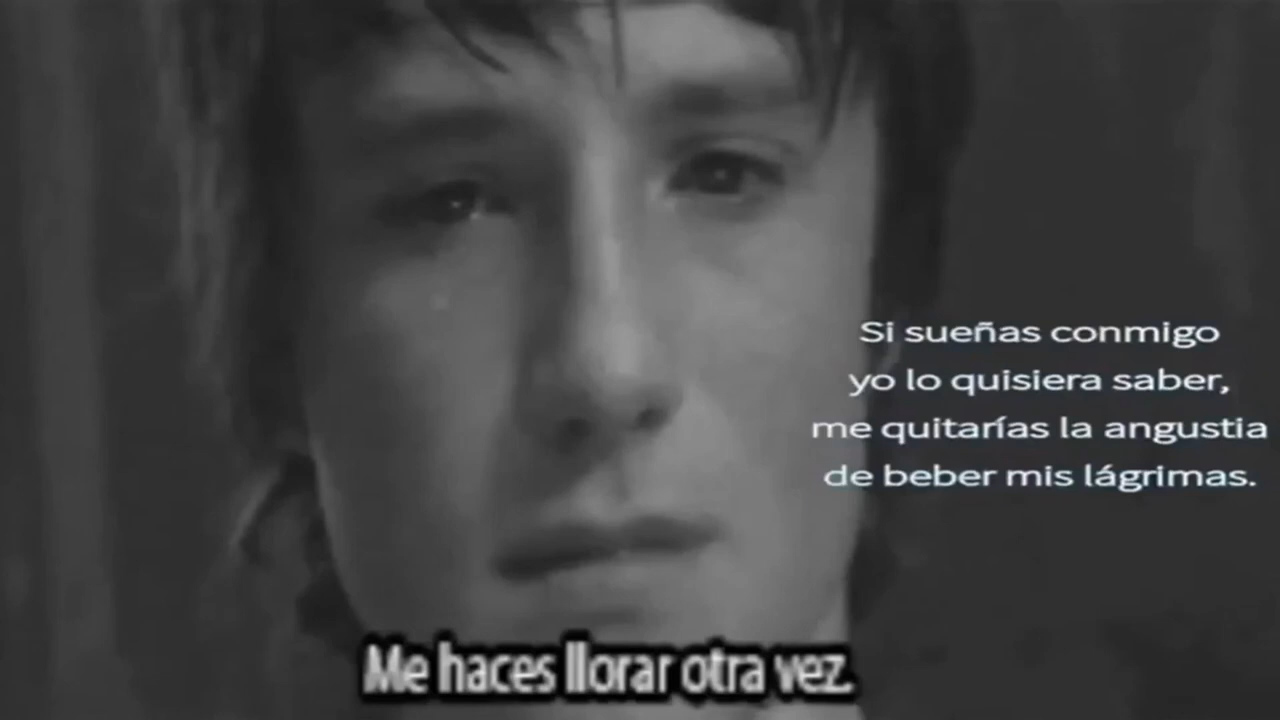 Si sueñas conmigo
yo lo quisiera saber,
me quitarías la angustia
de beber mis lágrimas.
Me haces llorar otra vez.